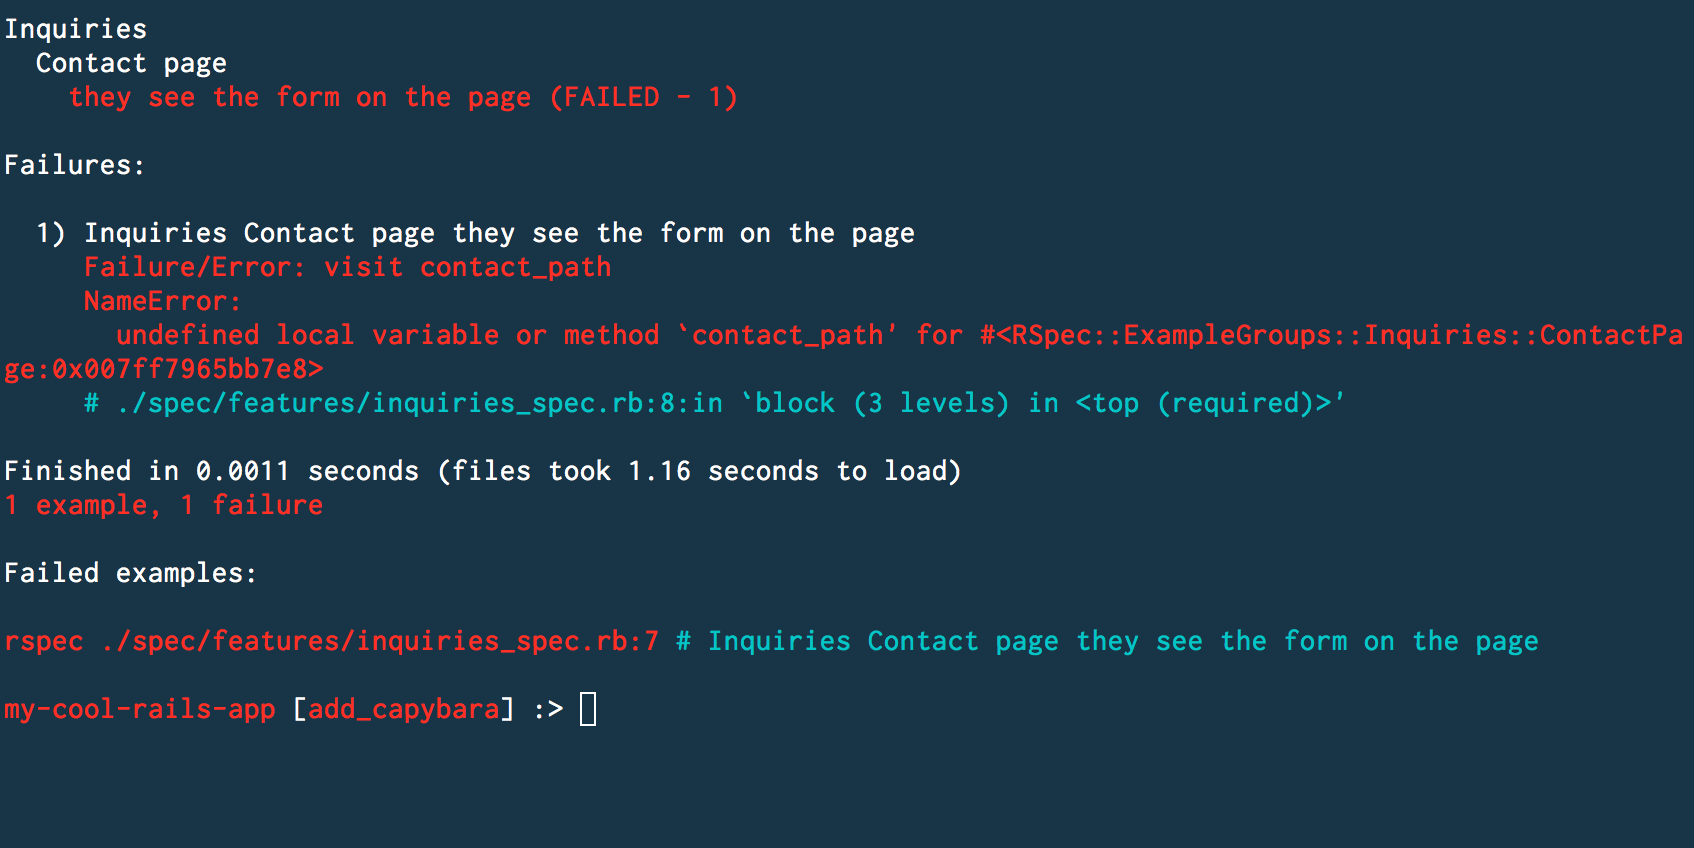 Inquiries
  Contact page
    they see the form on the page (FAILED - 1)

Failures:

  1) Inquiries Contact page they see the form on the page
     Failure/Error: visit contact_path
     NameError:
       undefined local variable or method `contact_path' for #<RSpec::ExampleGroups::Inquiries::ContactPa
ge:0x007ff7965bb7e8>
     # ./spec/features/inquiries_spec.rb:8:in `block (3 levels) in <top (required)>'

Finished in 0.0011 seconds (files took 1.16 seconds to load)
1 example, 1 failure

Failed examples:

rspec ./spec/features/inquiries_spec.rb:7 # Inquiries Contact page they see the form on the page

my-cool-rails-app [add_capybara] :>